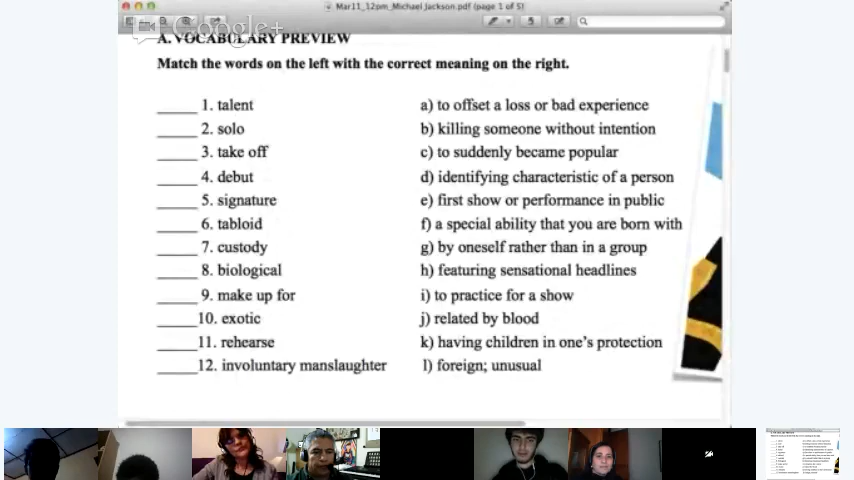 Mar11_12pm_Michael Jackson.pdf (page 1 of 5)
Google+
A. VOCABULARY PREVIEW
Match the words on the left with the correct meaning on the right.
_____ 1. talent a) to offset a loss or bad experience
_____ 2. solo b) killing someone without intention
_____ 3. take off c) to suddenly became popular
_____ 4. debut d) identifying characteristic of a person
_____ 5. signature e) first show or performance in public
_____ 6. tabloid f) a special ability that you are born with
_____ 7. custody g) by oneself rather than in a group
_____ 8. biological h) featuring sensational headlines
_____ 9. make up for i) to practice for a show
_____10. exotic j) related by blood
_____11. rehearse k) having children in one's protection
_____12. involuntary manslaughter l) foreign; unusual